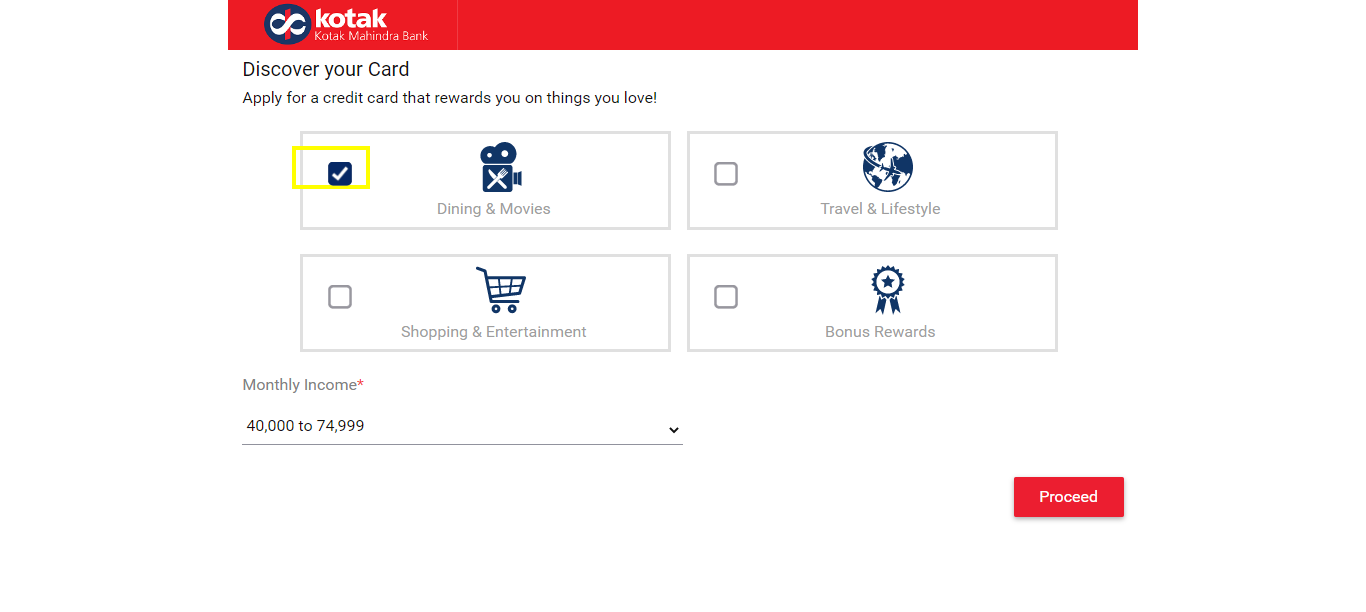 kotak
Kotak Mahindra Bank
Discover your Card
Apply for a credit card that rewards you on things you love!
Dining & Movies
Travel & Lifestyle
Shopping & Entertainment
Bonus Rewards
Monthly Income*
40,000 to 74,999
Proceed